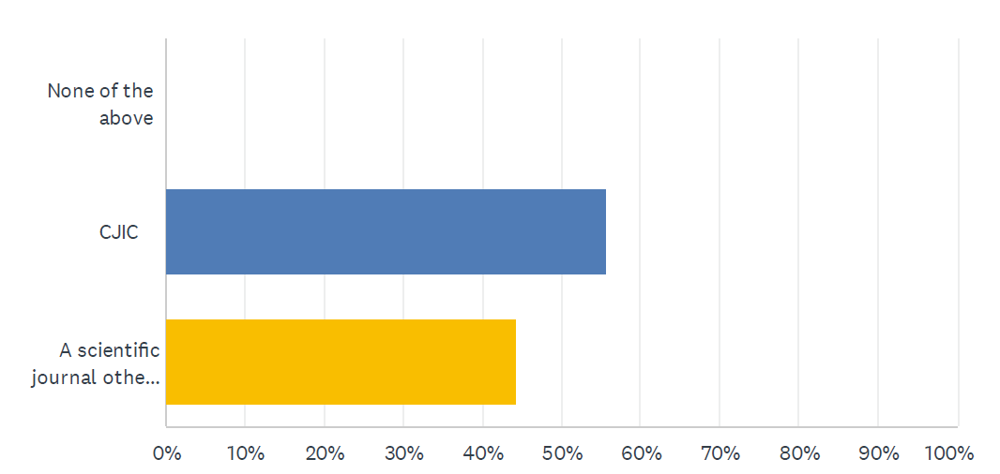 None of the
above
CJIC
A scientific
journal othe...
0% 10% 20% 30% 40% 50% 60% 70% 80% 90% 100%